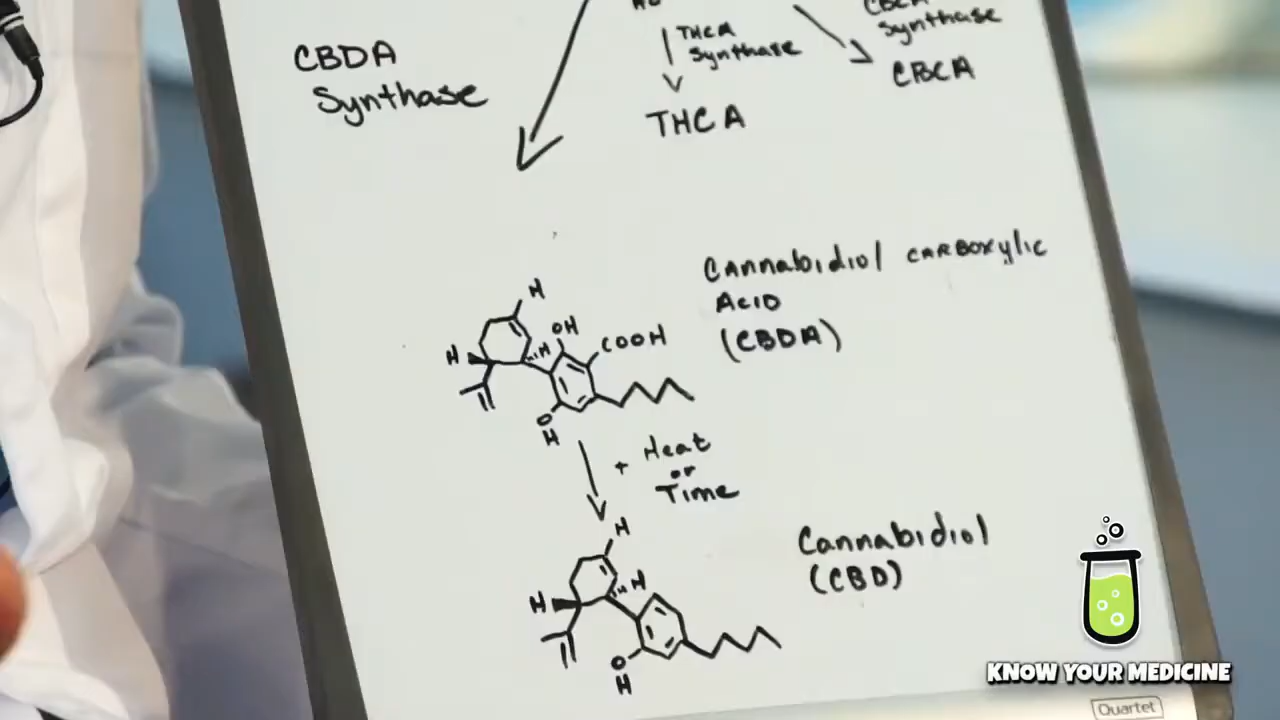 CBDA
Synthase
THCA
Synthase
THCA
Synthase
CBCA
Cannabidiol carboxylic
Acid
(CBDA)
H
OH
H
H
COOH
O
H
+ Heat
or
Time
H
Cannabidiol
(CBD)
H
H
O
H
KNOW YOUR MEDICINE
Quartet